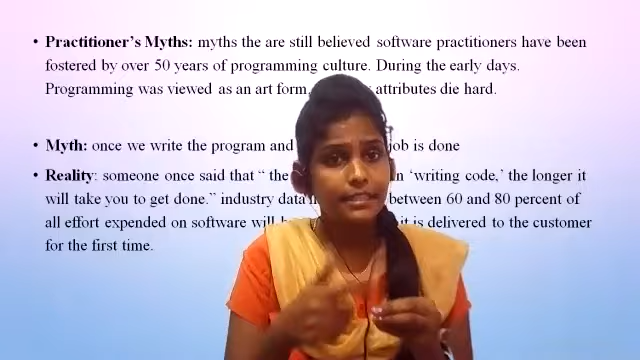 • Practitioner's Myths: myths the are still believed software practitioners have been
fostered by over 50 years of programming culture. During the early days.
Programming was viewed as an art form, attributes die hard.
• Myth: once we write the program and job is done
• Reality: someone once said that “ the 'writing code,' the longer it
will take you to get done.” industry data between 60 and 80 percent of
all effort expended on software will it is delivered to the customer
for the first time.